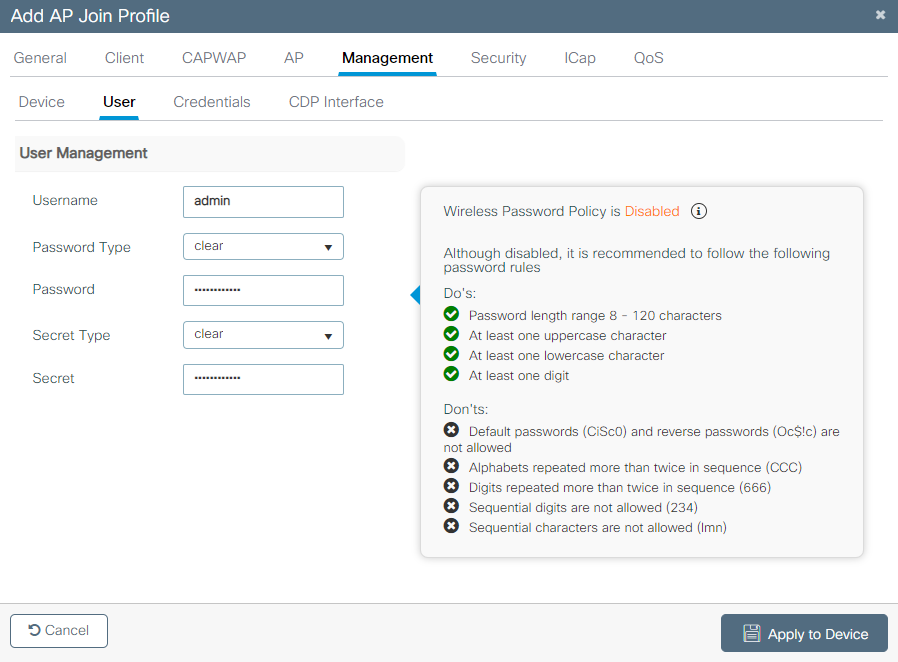 Add AP Join Profile
General Client CAPWAP AP Management Security ICap QoS
Device User Credentials CDP Interface
User Management
Username admin
Password Type clear
Password ••••••••••••
Secret Type clear
Secret ••••••••••••
Wireless Password Policy is Disabled
Although disabled, it is recommended to follow the following
password rules
Do's:
Password length range 8 - 120 characters
At least one uppercase character
At least one lowercase character
At least one digit
Don'ts:
Default passwords (CiSc0) and reverse passwords (Oc$!c) are
not allowed
Alphabets repeated more than twice in sequence (CCC)
Digits repeated more than twice in sequence (666)
Sequential digits are not allowed (234)
Sequential characters are not allowed (lmn)
Cancel
Apply to Device